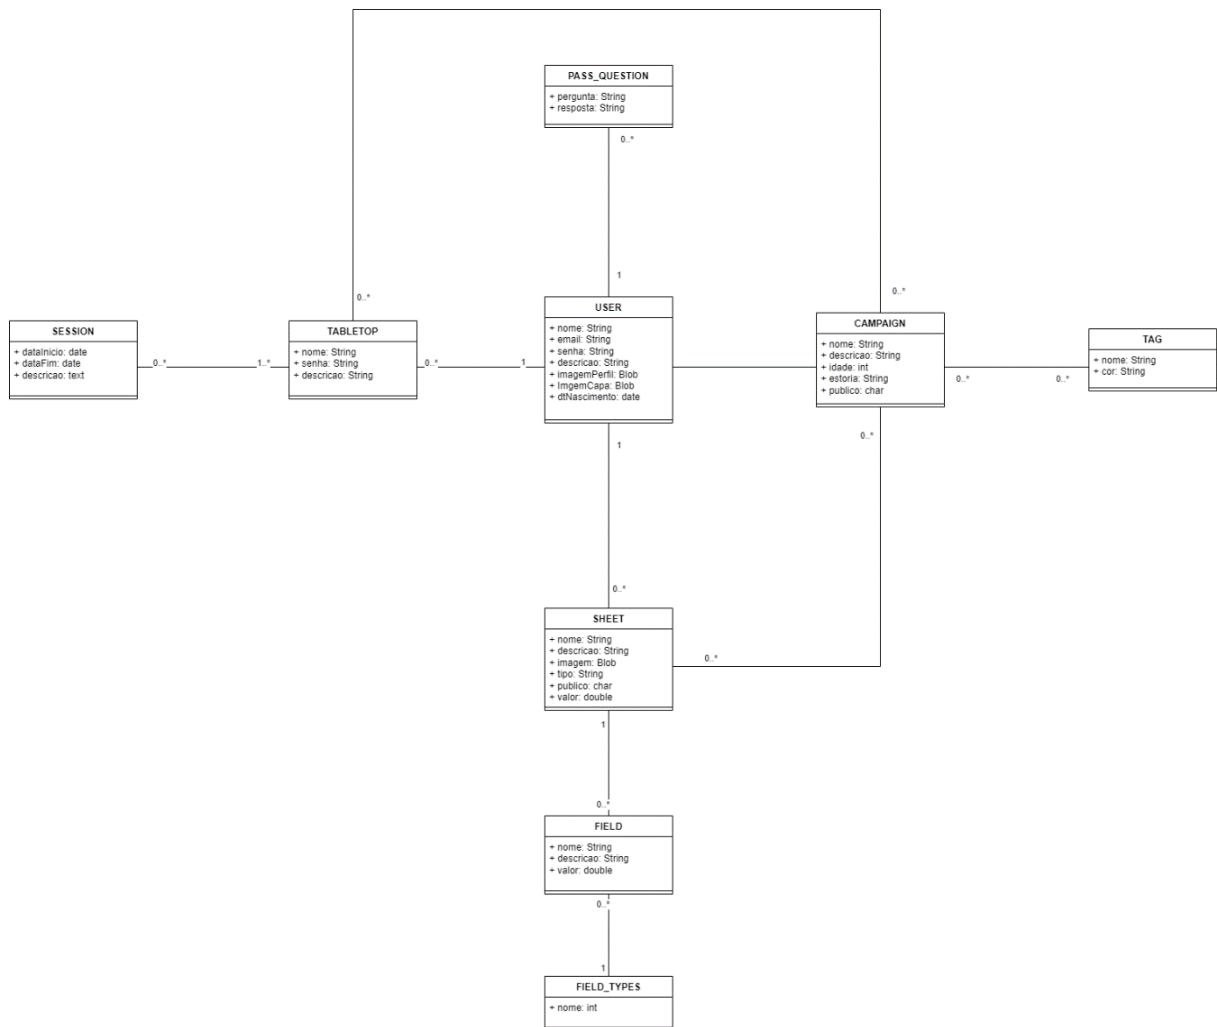 PASS_QUESTION
+ pergunta: String
+ resposta: String
0..*
1
0..*
0..*
USER
+ nome: String
+ email: String
+ senha: String
+ descricao: String
+ imagemPerfil: Blob
+ ImgemCapa: Blob
+ dtNascimento: date
SESSION
+ dataInicio: date
+ dataFim: date
+ descricao: text
0..*
1..*
TABLETOP
+ nome: String
+ senha: String
+ descricao: String
0..*
1
CAMPAIGN
+ nome: String
+ descricao: String
+ idade: int
+ estoria: String
+ publico: char
0..*
0..*
TAG
+ nome: String
+ cor: String
1
0..*
0..*
SHEET
+ nome: String
+ descricao: String
+ imagem: Blob
+ tipo: String
+ publico: char
+ valor: double
0..*
1
0..*
FIELD
+ nome: String
+ descricao: String
+ valor: double
0..*
1
FIELD_TYPES
+ nome: int